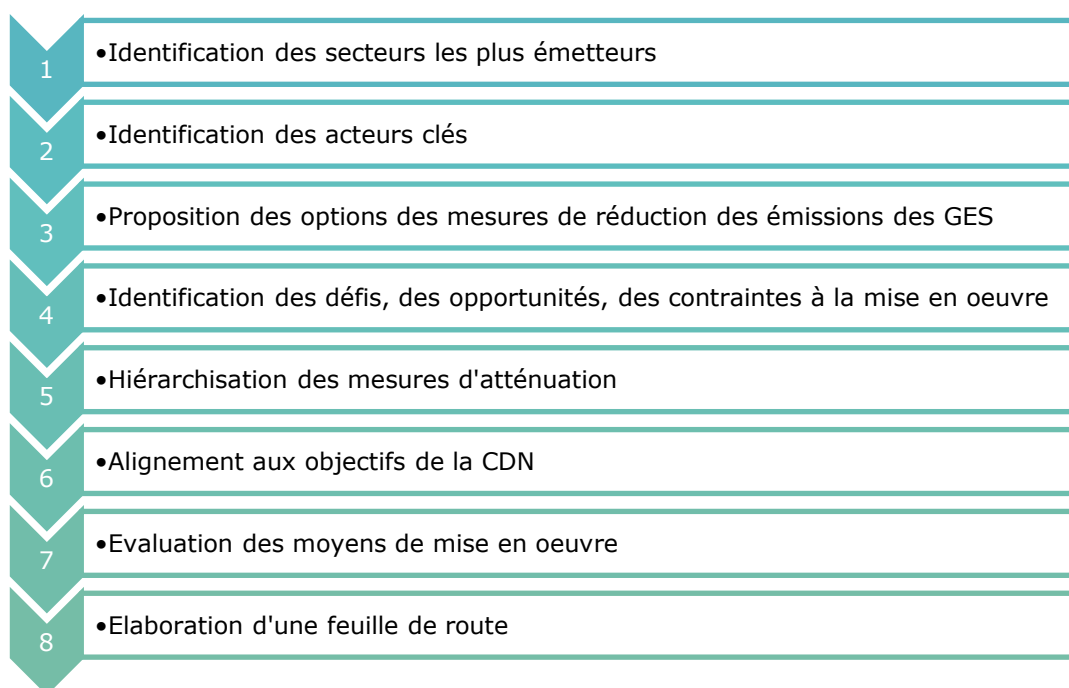 1
•Identification des secteurs les plus émetteurs
2
•Identification des acteurs clés
3
•Proposition des options des mesures de réduction des émissions des GES
4
•Identification des défis, des opportunités, des contraintes à la mise en oeuvre
5
•Hiérarchisation des mesures d'atténuation
6
•Alignement aux objectifs de la CDN
7
•Evaluation des moyens de mise en oeuvre
8
•Elaboration d'une feuille de route